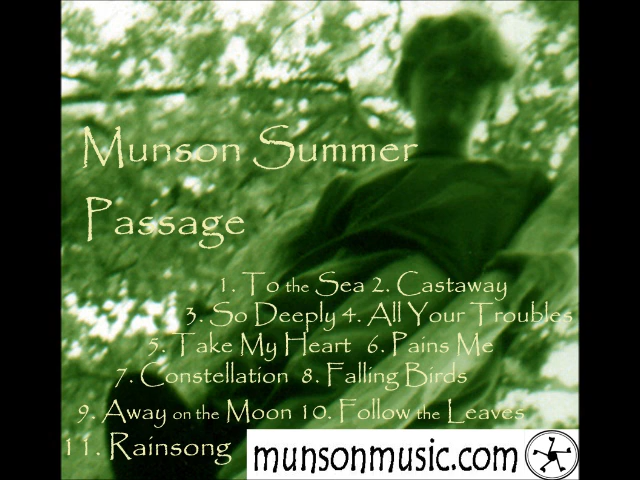 Munson Summer
Passage
1. To the Sea 2. Castaway
3. So Deeply 4. All Your Troubles
5. Take My Heart 6. Pains Me
7. Constellation 8. Falling Birds
9. Away on the Moon 10. Follow the Leaves
11. Rainsong
munsonmusic.com